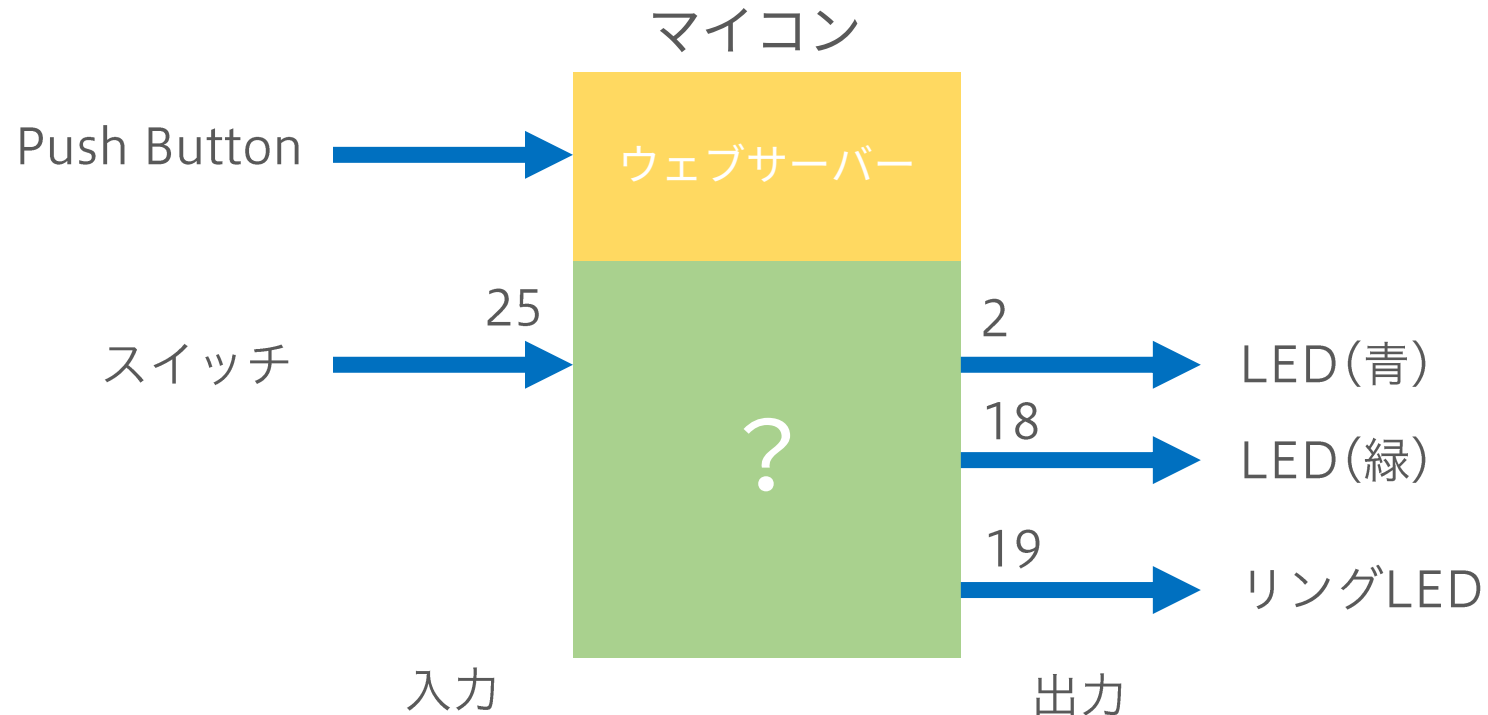 マイコン
Push Button
ウェブサーバー
25
スイッチ
?
2
LED(青)
18
LED(緑)
19
リングLED
入力
出力